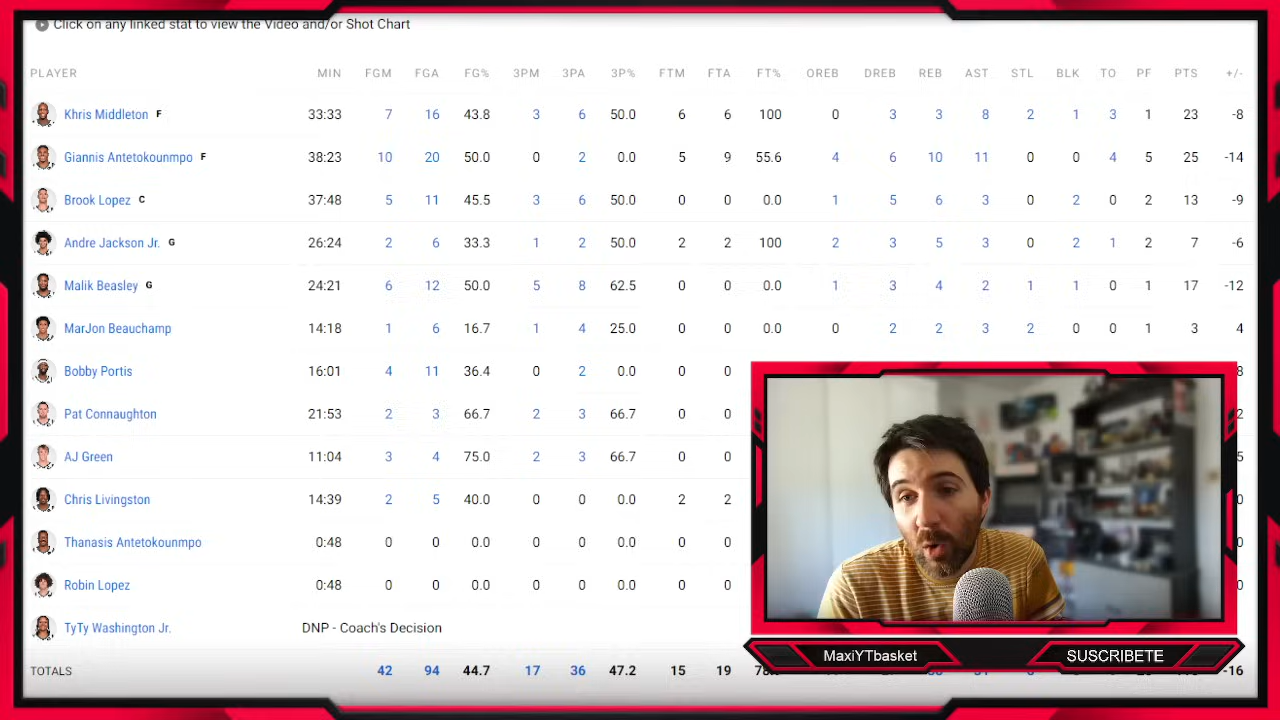 Click on any linked stat to view the Video and/or Shot Chart
PLAYER MIN FGM FGA FG% 3PM 3PA 3P% FTM FTA FT% OREB DREB REB AST STL BLK TO PF PTS +/-
Khris Middleton F 33:33 7 16 43.8 3 6 50.0 6 6 100 0 3 3 8 2 1 3 1 23 -8
Giannis Antetokounmpo F 38:23 10 20 50.0 0 2 0.0 5 9 55.6 4 6 10 11 0 0 4 5 25 -14
Brook Lopez C 37:48 5 11 45.5 3 6 50.0 0 0 0.0 1 5 6 3 0 2 0 2 13 -9
Andre Jackson Jr. G 26:24 2 6 33.3 1 2 50.0 2 2 100 2 3 5 3 0 2 1 2 7 -6
Malik Beasley G 24:21 6 12 50.0 5 8 62.5 0 0 0.0 1 3 4 2 1 1 0 1 17 -12
MarJon Beauchamp 14:18 1 6 16.7 1 4 25.0 0 0 0.0 0 2 2 3 2 0 0 1 3 4
Bobby Portis 16:01 4 11 36.4 0 2 0.0 0 0
Pat Connaughton 21:53 2 3 66.7 2 3 66.7 0 0
AJ Green 11:04 3 4 75.0 2 3 66.7 0 0
Chris Livingston 14:39 2 5 40.0 0 0 0.0 2 2
Thanasis Antetokounmpo 0:48 0 0 0.0 0 0 0.0 0 0
Robin Lopez 0:48 0 0 0.0 0 0 0.0 0 0
TyTy Washington Jr. DNP - Coach's Decision
TOTALS 42 94 44.7 17 36 47.2 15 19 -16
MaxiYTbasket SUSCRIBETE